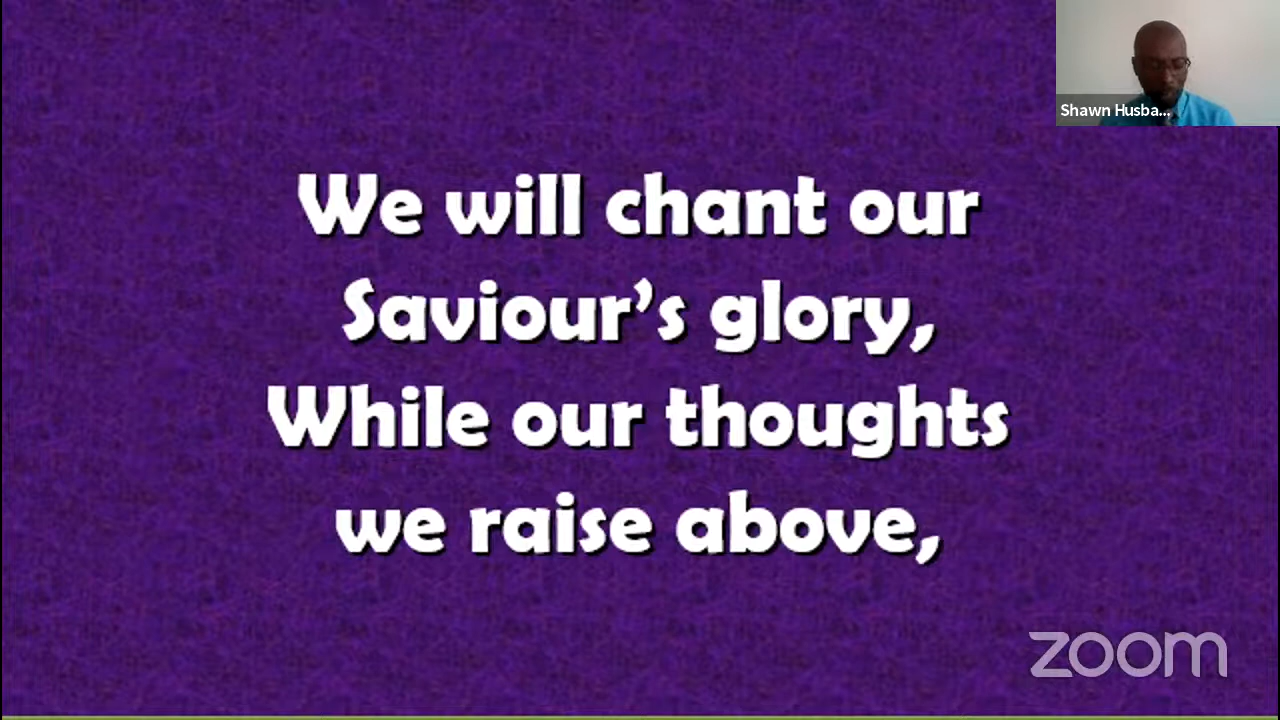 Shawn Husba...
We will chant our
Saviour’s glory,
While our thoughts
we raise above,
zoom